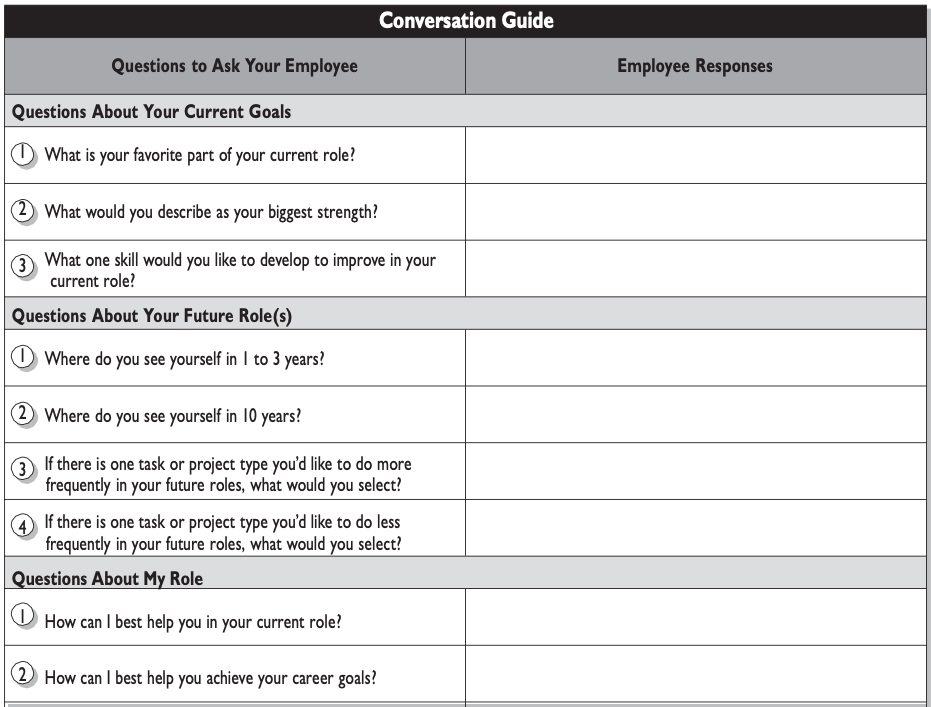 Conversation Guide
Questions to Ask Your Employee
Employee Responses
Questions About Your Current Goals
1 What is your favorite part of your current role?
2 What would you describe as your biggest strength?
3 What one skill would you like to develop to improve in your
current role?
Questions About Your Future Role(s)
1 Where do you see yourself in 1 to 3 years?
2 Where do you see yourself in 10 years?
3 If there is one task or project type you'd like to do more
frequently in your future roles, what would you select?
4 If there is one task or project type you'd like to do less
frequently in your future roles, what would you select?
Questions About My Role
1 How can I best help you in your current role?
2 How can I best help you achieve your career goals?